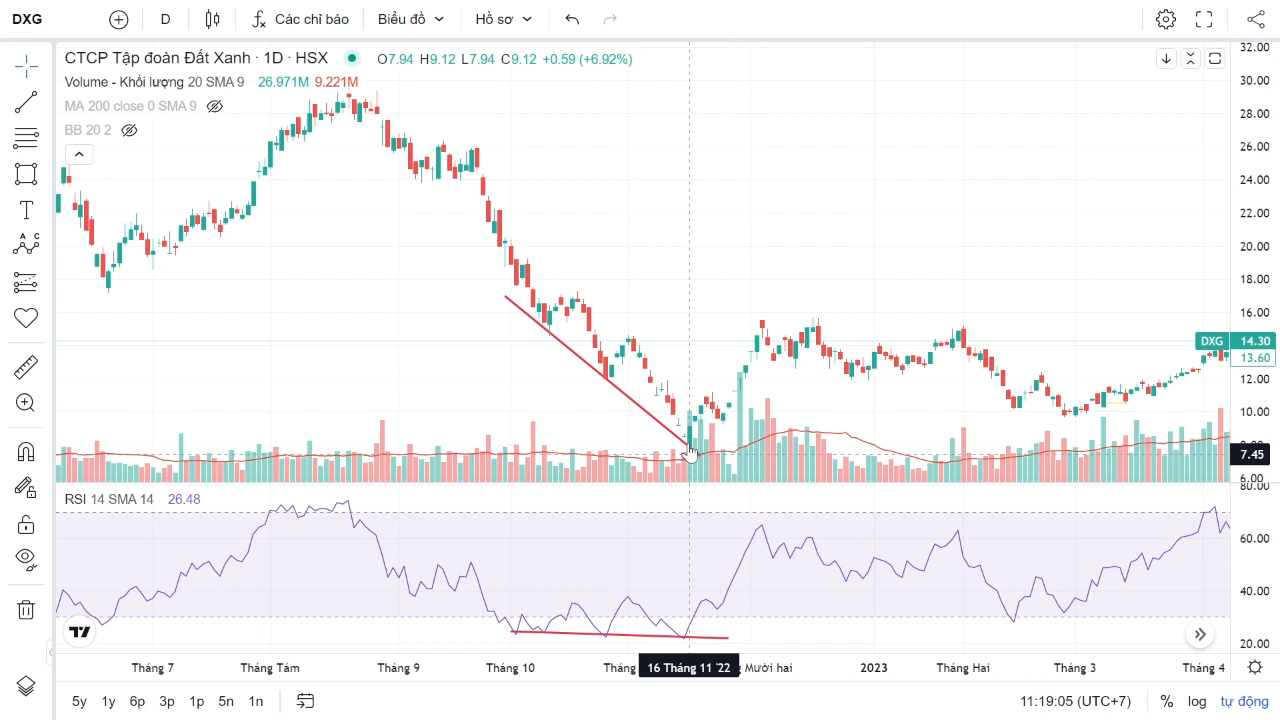 DXG D Các chỉ báo Biểu đồ Hồ sơ
CTCP Tập đoàn Đất Xanh · 1D · HSX O7.94 H9.12 L7.94 C9.12 +0.59 (+6.92%)
Volume - Khối lượng 20 SMA 9 26.971M 9.221M
MA 200 close 0 SMA 9
BB 20 2
32.00
30.00
28.00
26.00
24.00
22.00
20.00
18.00
16.00
DXG 14.30
13.60
12.00
10.00
7.45
6.00
80.00
RSI 14 SMA 14 26.48
60.00
40.00
20.00
Tháng 7 Tháng Tám Tháng 9 Tháng 10 Tháng 16 Tháng 11 '22 Mười hai 2023 Tháng Hai Tháng 3 Tháng 4
5y 1y 6p 3p 1p 5n 1n 11:19:05 (UTC+7) % log tự động